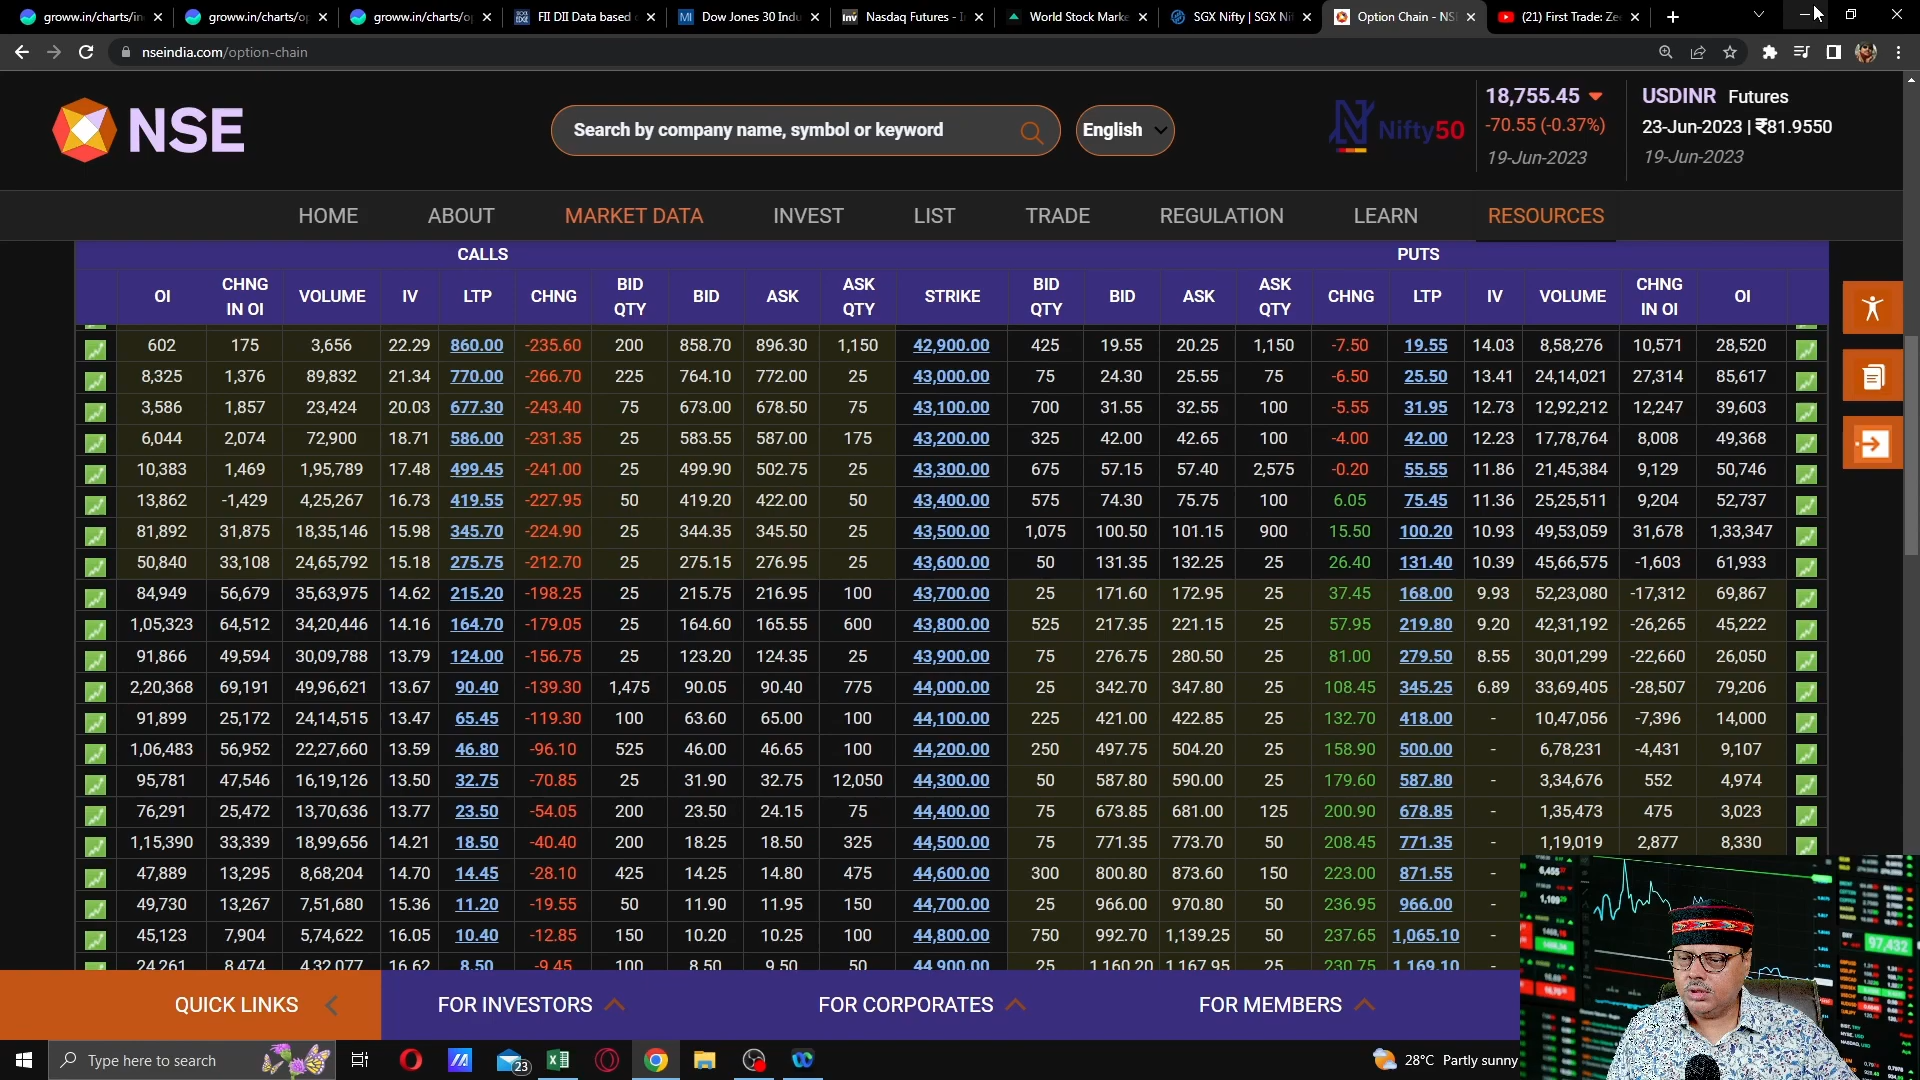 groww.in/charts/in
groww.in/charts/op
groww.in/charts/op
FII DII Data based
Dow Jones 30 Indu
Nasdaq Futures - I
World Stock Marke
SGX Nifty | SGX Nif
Option Chain - NS
(21) First Trade: Ze
nseindia.com/option-chain
NSE
Search by company name, symbol or keyword
English
Nifty50
18,755.45
-70.55 (-0.37%)
19-Jun-2023
USDINR Futures
23-Jun-2023 | ₹81.9550
19-Jun-2023
HOME ABOUT MARKET DATA INVEST LIST TRADE REGULATION LEARN RESOURCES
CALLS PUTS
OI CHNG IN OI VOLUME IV LTP CHNG BID QTY BID ASK ASK QTY STRIKE BID QTY BID ASK ASK QTY CHNG LTP IV VOLUME CHNG IN OI OI
602 175 3,656 22.29 860.00 -235.60 200 858.70 896.30 1,150 42,900.00 425 19.55 20.25 1,150 -7.50 19.55 14.03 8,58,276 10,571 28,520
8,325 1,376 89,832 21.34 770.00 -266.70 225 764.10 772.00 25 43,000.00 75 24.30 25.55 75 -6.50 25.50 13.41 24,14,021 27,314 85,617
3,586 1,857 23,424 20.03 677.30 -243.40 75 673.00 678.50 75 43,100.00 700 31.55 32.55 100 -5.55 31.95 12.73 12,92,212 12,247 39,603
6,044 2,074 72,900 18.71 586.00 -231.35 25 583.55 587.00 175 43,200.00 325 42.00 42.65 100 -4.00 42.00 12.23 17,78,764 8,008 49,368
10,383 1,469 1,95,789 17.48 499.45 -241.00 25 499.90 502.75 25 43,300.00 675 57.15 57.40 2,575 -0.20 55.55 11.86 21,45,384 9,129 50,746
13,862 -1,429 4,25,267 16.73 419.55 -227.95 50 419.20 422.00 50 43,400.00 575 74.30 75.75 100 6.05 75.45 11.36 25,25,511 9,204 52,737
81,892 31,875 18,35,146 15.98 345.70 -224.90 25 344.35 345.50 25 43,500.00 1,075 100.50 101.15 900 15.50 100.20 10.93 49,53,059 31,678 1,33,347
50,840 33,108 24,65,792 15.18 275.75 -212.70 25 275.15 276.95 25 43,600.00 50 131.35 132.25 25 26.40 131.40 10.39 45,66,575 -1,603 61,933
84,949 56,679 35,63,975 14.62 215.20 -198.25 25 215.75 216.95 100 43,700.00 25 171.60 172.95 25 37.45 168.00 9.93 52,23,080 -17,312 69,867
1,05,323 64,512 34,20,446 14.16 164.70 -179.05 25 164.60 165.55 600 43,800.00 525 217.35 221.15 25 57.95 219.80 9.20 42,31,192 -26,265 45,222
91,866 49,594 30,09,788 13.79 124.00 -156.75 25 123.20 124.35 25 43,900.00 75 276.75 280.50 25 81.00 279.50 8.55 30,01,299 -22,660 26,050
2,20,368 69,191 49,96,621 13.67 90.40 -139.30 1,475 90.05 90.40 775 44,000.00 25 342.70 347.80 25 108.45 345.25 6.89 33,69,405 -28,507 79,206
91,899 25,172 24,14,515 13.47 65.45 -119.30 100 63.60 65.00 100 44,100.00 225 421.00 422.85 25 132.70 418.00 - 10,47,056 -7,396 14,000
1,06,483 56,952 22,27,660 13.59 46.80 -96.10 525 46.00 46.65 100 44,200.00 250 497.75 504.20 25 158.90 500.00 - 6,78,231 -4,431 9,107
95,781 47,546 16,19,126 13.50 32.75 -70.85 25 31.90 32.75 12,050 44,300.00 50 587.80 590.00 25 179.60 587.80 - 3,34,676 552 4,974
76,291 25,472 13,70,636 13.77 23.50 -54.05 200 23.50 24.15 75 44,400.00 75 673.85 681.00 125 200.90 678.85 - 1,35,473 475 3,023
1,15,390 33,339 18,99,656 14.21 18.50 -40.40 200 18.25 18.50 325 44,500.00 75 771.35 773.70 50 208.45 771.35 - 1,19,019 2,877 8,330
47,889 13,295 8,68,204 14.70 14.45 -28.10 425 14.25 14.80 475 44,600.00 300 800.80 873.60 150 223.00 871.55 -
49,730 13,267 7,51,680 15.36 11.20 -19.55 50 11.90 11.95 150 44,700.00 25 966.00 970.80 50 236.95 966.00 -
45,123 7,904 5,74,622 16.05 10.40 -12.85 150 10.20 10.25 100 44,800.00 750 992.70 1,139.25 50 237.65 1,065.10 -
24,261 8,474 4,32,077 16.62 8.50 -9.45 100 8.50 9.50 50 44,900.00 25 1,160.20 1,167.95 25 230.75 1,169.10 -
97,432
QUICK LINKS FOR INVESTORS FOR CORPORATES FOR MEMBERS
Type here to search
23
28°C Partly sunny